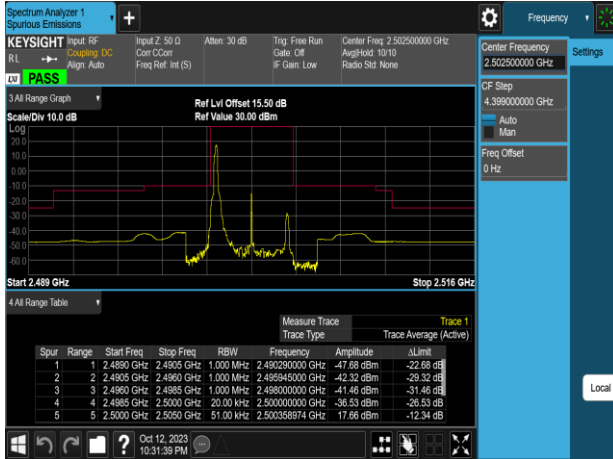 Spectrum Analyzer 1
Spurious Emissions
Frequency
KEYSIGHT
RL
LXI
PASS
Input: RF
Coupling: DC
Align: Auto
Input Z: 50 Ω
Corr CCorr
Freq Ref: Int (S)
Atten: 30 dB
Trig: Free Run
Gate: Off
IF Gain: Low
Center Freq: 2.502500000 GHz
Avg|Hold: 10/10
Radio Std: None
Center Frequency
2.502500000 GHz
Settings
CF Step
4.399000000 GHz
Auto
Man
Freq Offset
0 Hz
3 All Range Graph
Scale/Div 10.0 dB
Ref Lvl Offset 15.50 dB
Ref Value 30.00 dBm
Log
20.0
10.0
0.00
-10.0
-20.0
-30.0
-40.0
-50.0
-60.0
Start 2.489 GHz
Stop 2.516 GHz
4 All Range Table
Measure Trace Trace 1
Trace Type Trace Average (Active)
Spur Range Start Freq Stop Freq RBW Frequency Amplitude ΔLimit
1 1 2.4890 GHz 2.4905 GHz 1.000 MHz 2.490290000 GHz -47.68 dBm -22.68 dB
2 2 2.4905 GHz 2.4960 GHz 1.000 MHz 2.495945000 GHz -42.32 dBm -29.32 dB
3 3 2.4960 GHz 2.4985 GHz 1.000 MHz 2.498000000 GHz -41.46 dBm -31.46 dB
4 4 2.4985 GHz 2.5000 GHz 20.00 kHz 2.500000000 GHz -36.53 dBm -26.53 dB
5 5 2.5000 GHz 2.5050 GHz 51.00 kHz 2.500358974 GHz 17.66 dBm -12.34 dB
Local
?
Oct 12, 2023
10:31:39 PM